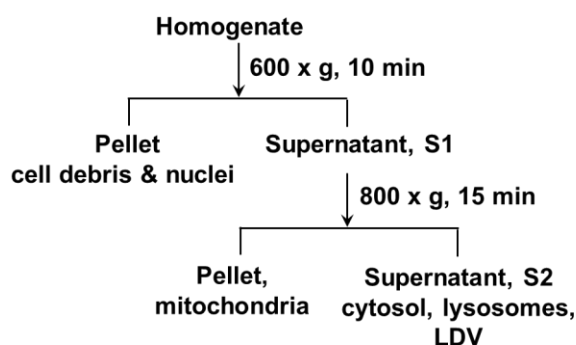 Homogenate
600 x g, 10 min
Pellet
cell debris & nuclei
Supernatant, S1
800 x g, 15 min
Pellet,
mitochondria
Supernatant, S2
cytosol, lysosomes,
LDV